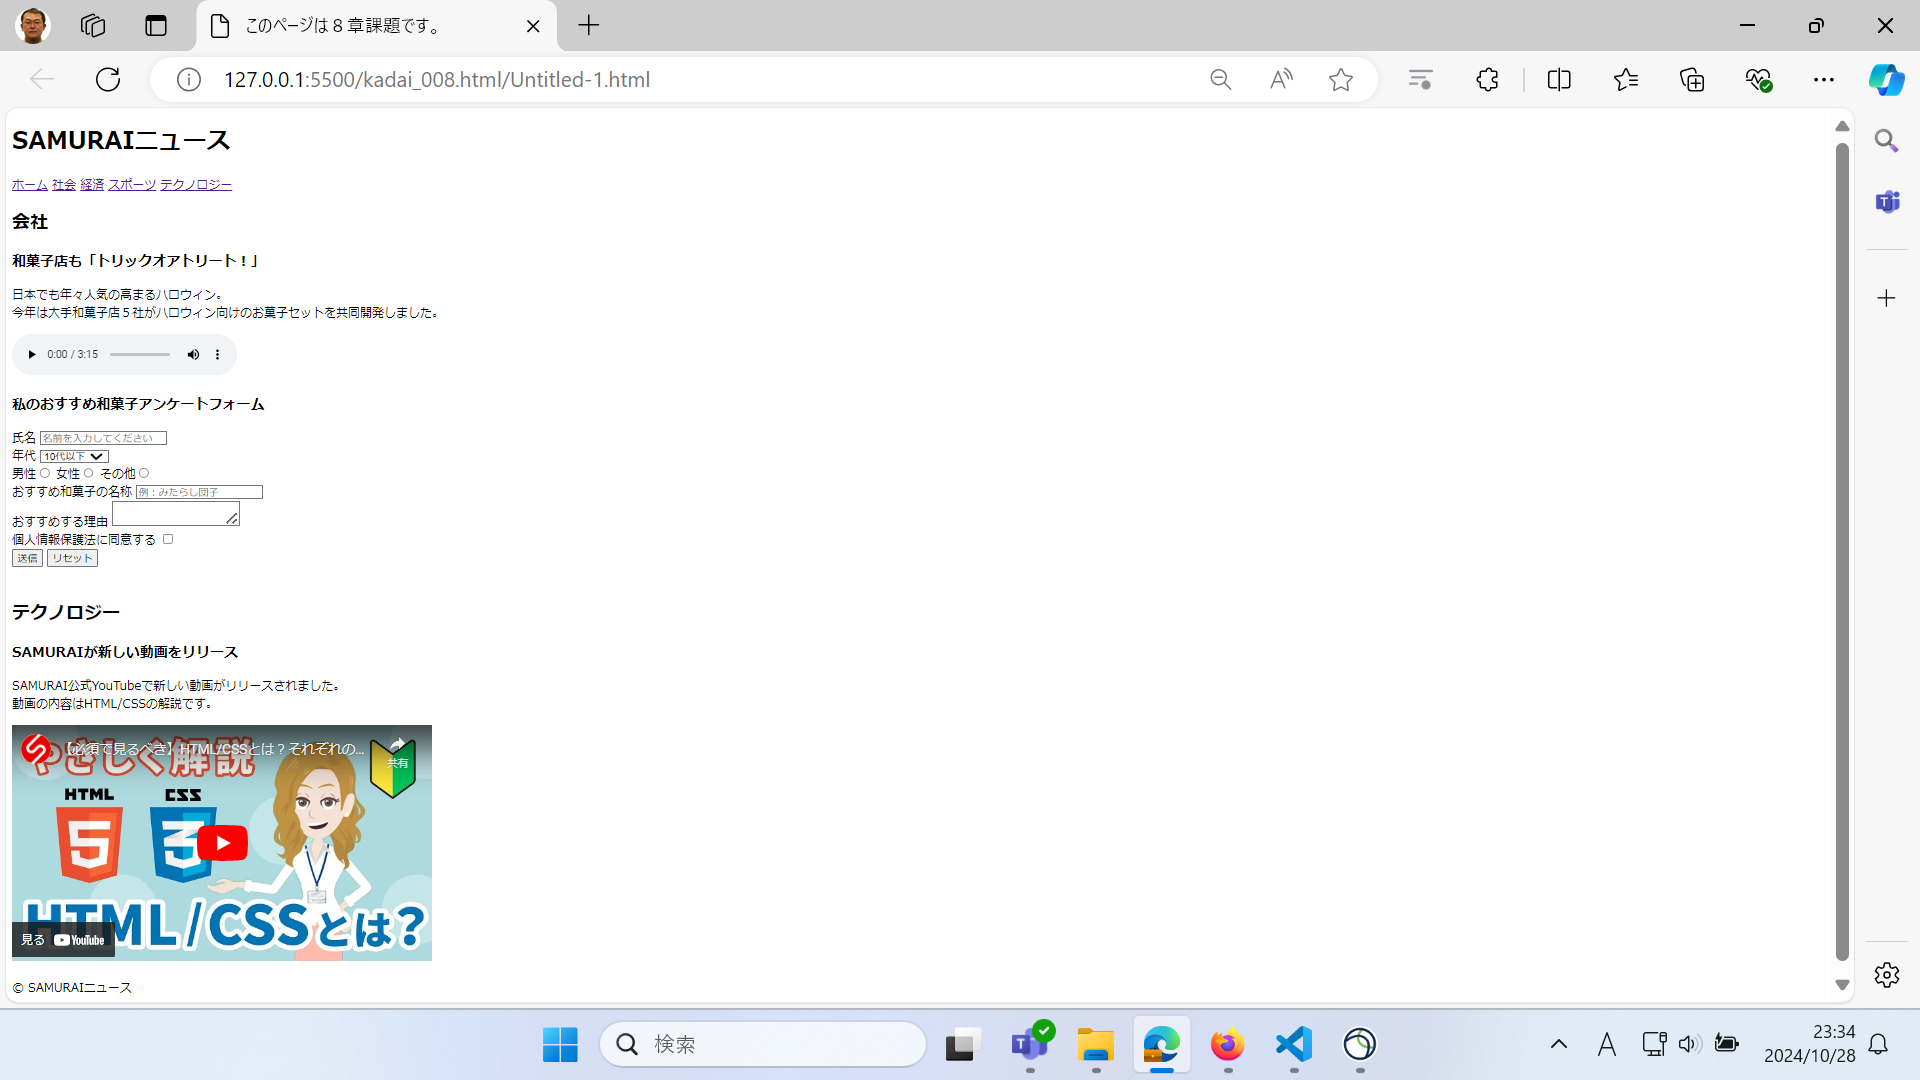 このページは８章課題です。
127.0.0.1:5500/kadai_008.html/Untitled-1.html
SAMURAIニュース
ホーム 社会 経済 スポーツ テクノロジー
会社
和菓子店も「トリックオアトリート！」
日本でも年々人気の高まるハロウィン。
今年は大手和菓子店５社がハロウィン向けのお菓子セットを共同開発しました。
0:00 / 3:15
私のおすすめ和菓子アンケートフォーム
氏名 名前を入力してください
年代 10代以下
男性 女性 その他
おすすめ和菓子の名称 例：みたらし団子
おすすめする理由
個人情報保護法に同意する
送信 リセット
テクノロジー
SAMURAIが新しい動画をリリース
SAMURAI公式YouTubeで新しい動画がリリースされました。
動画の内容はHTML/CSSの解説です。
【必須で見るべき】HTML/CSSとは？それぞれの...
共有
やさしく解説
HTML CSS
5 3
HTML/CSSとは?
見る YouTube
© SAMURAIニュース
検索
A
23:34
2024/10/28